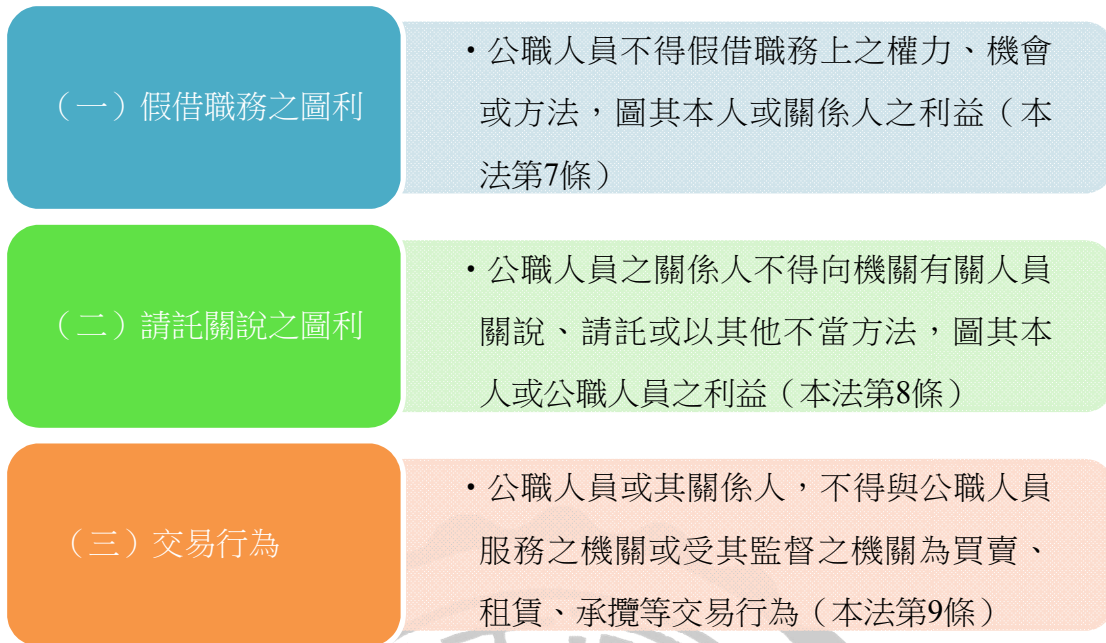 （一）假借職務之圖利
・公職人員不得假借職務上之權力、機會
或方法，圖其本人或關係人之利益（本
法第7條）
（二）請託關說之圖利
・公職人員之關係人不得向機關有關人員
關說、請託或以其他不當方法，圖其本
人或公職人員之利益（本法第8條）
（三）交易行為
・公職人員或其關係人，不得與公職人員
服務之機關或受其監督之機關為買賣、
租賃、承攬等交易行為（本法第9條）